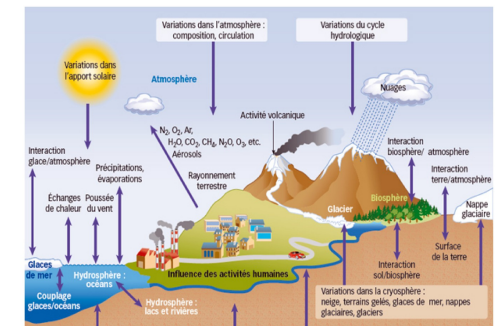 Variations dans l'atmosphère :
composition, circulation
Variations du cycle
hydrologique
Variations dans
l'apport solaire
Atmosphère
Nuages
Activité volcanique
N₂, O₂, Ar,
H₂O, CO₂, CH₄, N₂O, O₃, etc.
Aérosols
Interaction
glace/atmosphère
Précipitations,
évaporations
Rayonnement
terrestre
Interaction
biosphère/ atmosphère
Interaction
terre/atmosphère
Échanges
de chaleur
Poussée
du vent
Glacier
Biosphère
Nappe
glaciaire
Glaces
de mer
Hydrosphère :
océans
Influence des activités humaines
Interaction
sol/biosphère
Surface
de la terre
Couplage
glaces/océans
Hydrosphère :
lacs et rivières
Variations dans la cryosphère :
neige, terrains gelés, glaces de mer, nappes
glaciaires, glaciers